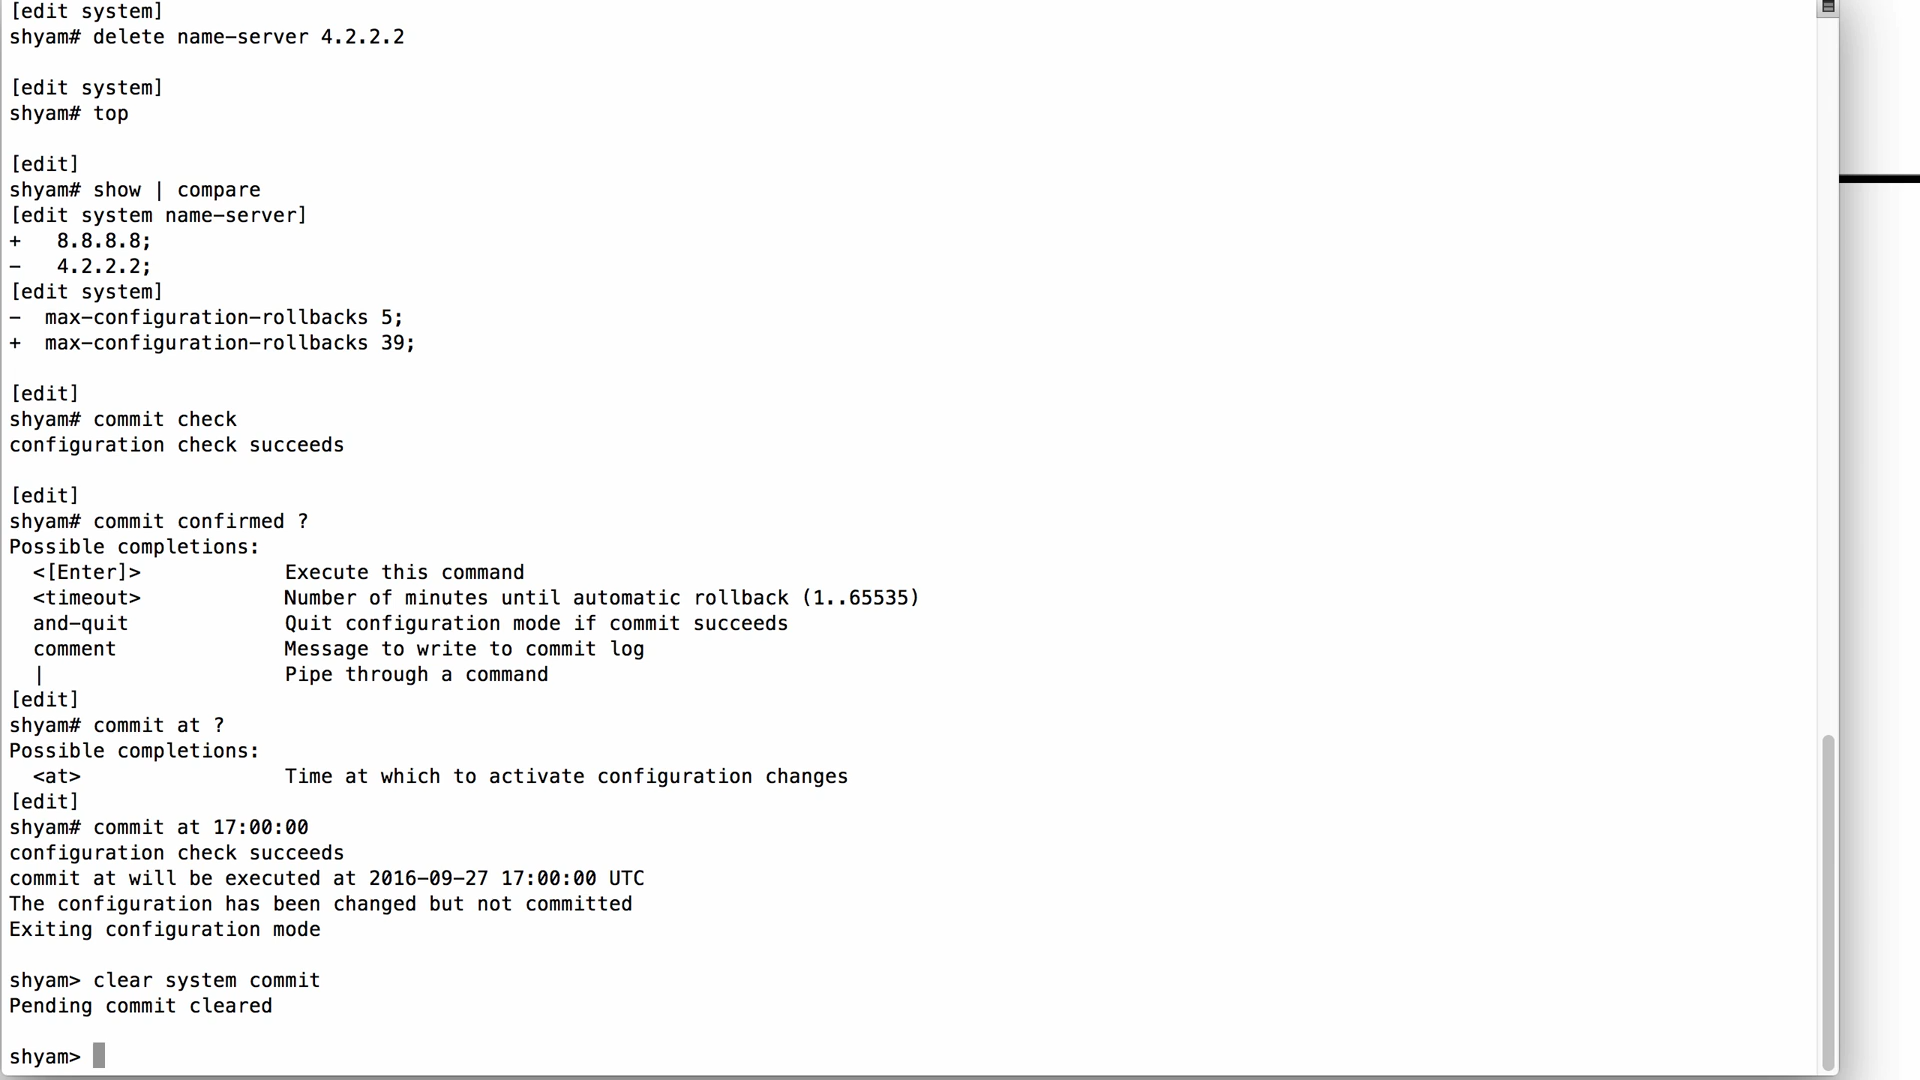 [edit system]
shyam# delete name-server 4.2.2.2
[edit system]
shyam# top
[edit]
shyam# show | compare
[edit system name-server]
+   8.8.8.8;
-   4.2.2.2;
[edit system]
-  max-configuration-rollbacks 5;
+  max-configuration-rollbacks 39;
[edit]
shyam# commit check
configuration check succeeds
[edit]
shyam# commit confirmed ?
Possible completions:
  <[Enter]>            Execute this command
  <timeout>            Number of minutes until automatic rollback (1..65535)
  and-quit             Quit configuration mode if commit succeeds
  comment              Message to write to commit log
  |                    Pipe through a command
[edit]
shyam# commit at ?
Possible completions:
  <at>                 Time at which to activate configuration changes
[edit]
shyam# commit at 17:00:00
configuration check succeeds
commit at will be executed at 2016-09-27 17:00:00 UTC
The configuration has been changed but not committed
Exiting configuration mode
shyam> clear system commit
Pending commit cleared
shyam>